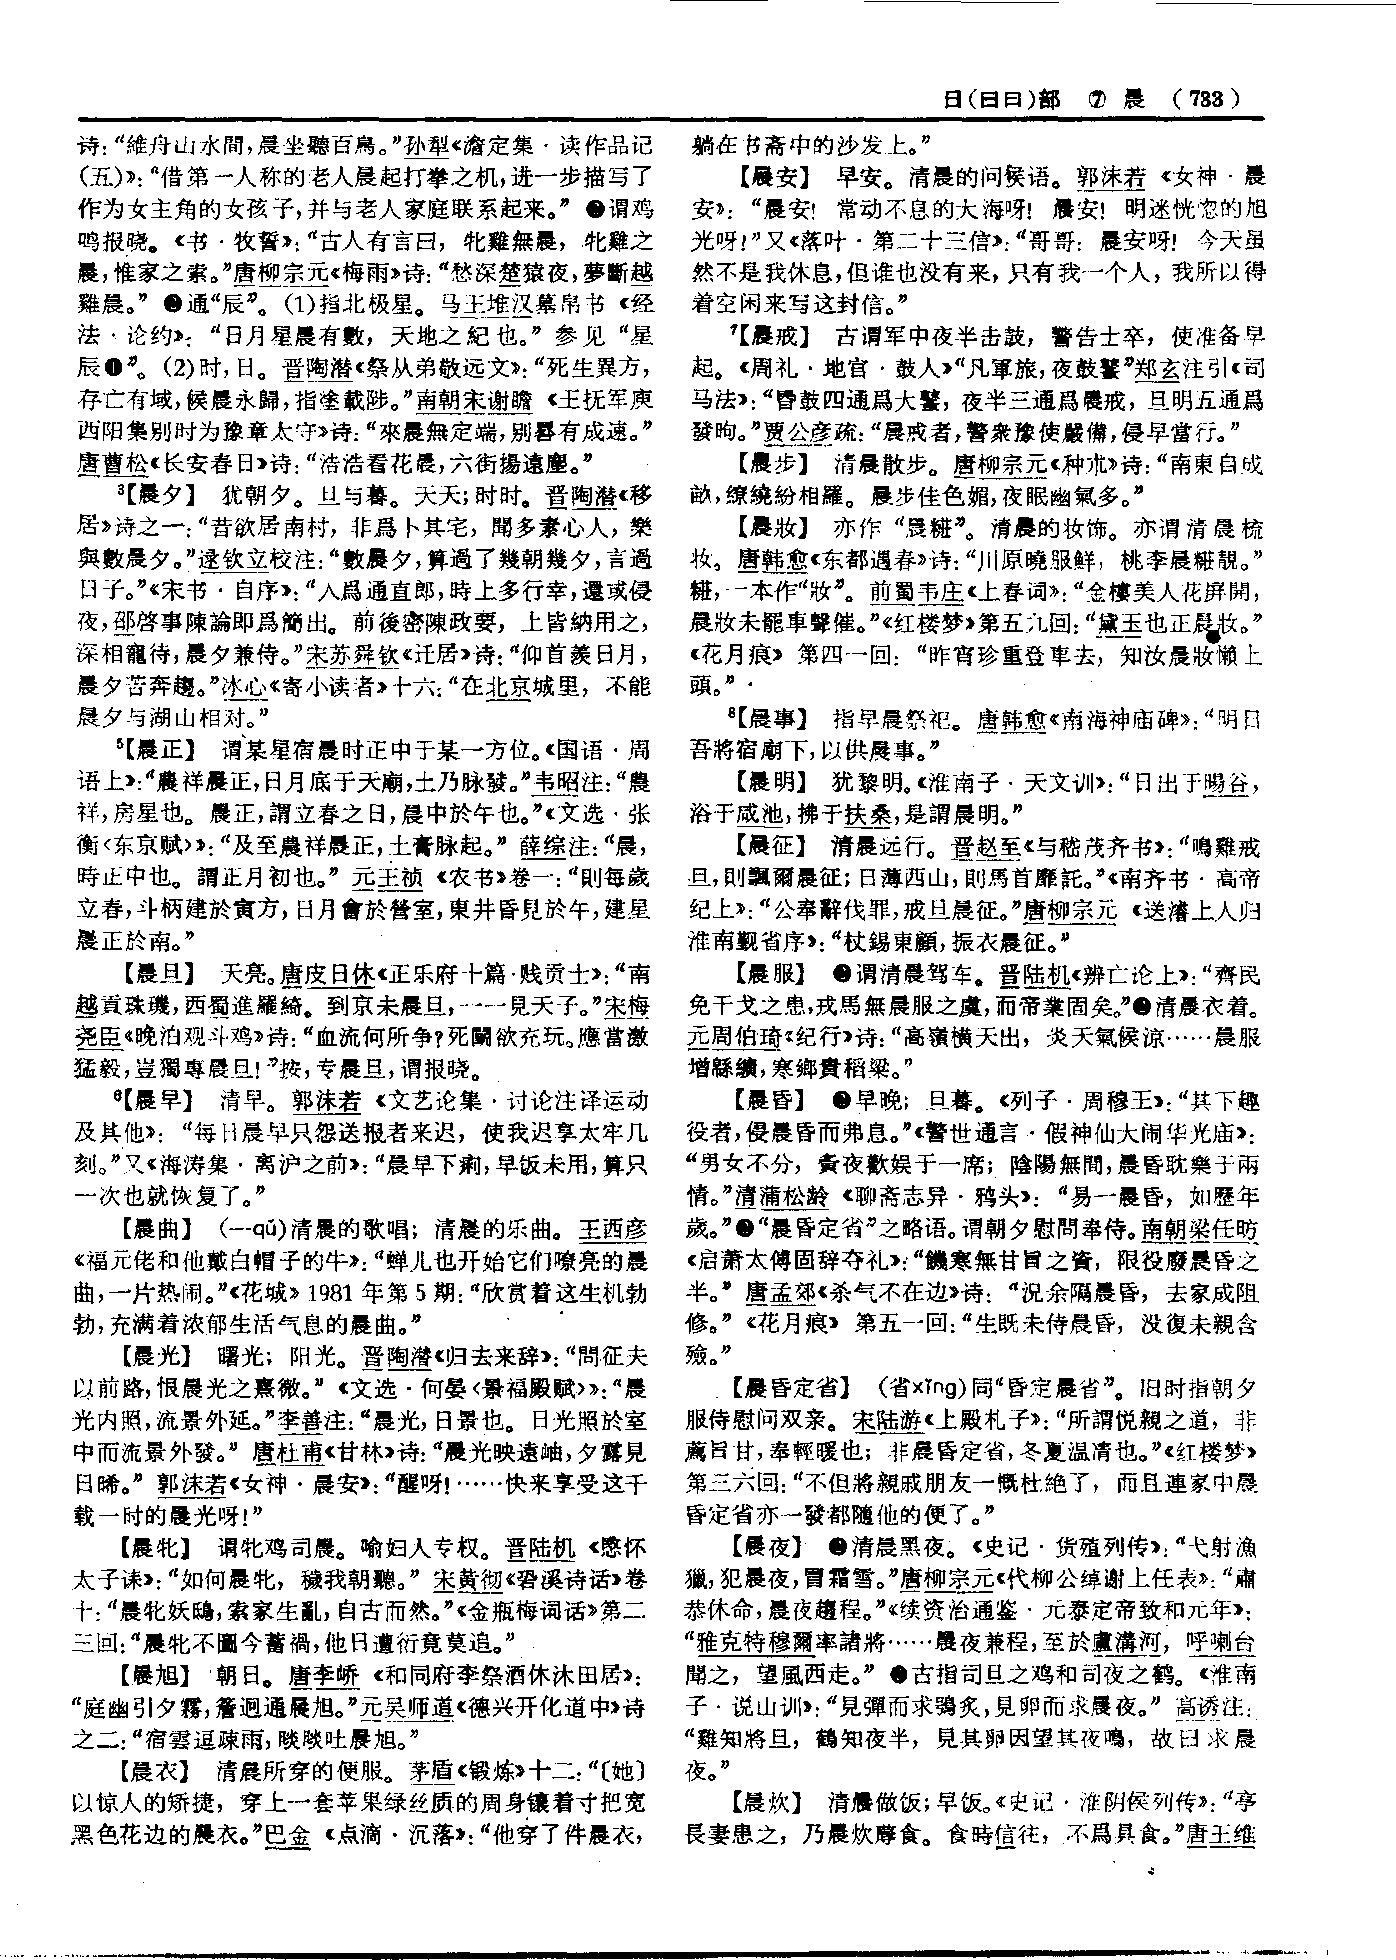 日(日曰)部 ⑦ 晨 (733)
诗：“維舟山水間，晨坐聽百鳥。”孙犁《澹定集·读作品记
(五)》：“借第一人称的老人晨起打拳之机，进一步描写了
作为女主角的女孩子，并与老人家庭联系起来。” ❷谓鸡
鸣报晓。《书·牧誓》：“古人有言曰，牝雞無晨，牝雞之
晨，惟家之索。”唐柳宗元《梅雨》诗：“愁深楚猿夜，夢斷越
雞晨。” ❸通“辰”。(1)指北极星。马王堆汉墓帛书《经
法·论约》：“日月星晨有數，天地之紀也。” 参见“星
辰❶”。(2)时，日。晋陶潜《祭从弟敬远文》：“死生異方，
存亡有域，候晨永歸，指塗載陟。”南朝宋谢瞻《王抚军庾
西阳集别时为豫章太守》诗：“來晨無定端，别晷有成速。”
唐曹松《长安春日》诗：“浩浩看花晨，六街揚遠塵。”
³【晨夕】 犹朝夕。旦与暮。天天；时时。晋陶潜《移
居》诗之一：“昔欲居南村，非爲卜其宅，聞多素心人，樂
與數晨夕。”逯钦立校注：“數晨夕，算過了幾朝幾夕，言過
日子。”《宋书·自序》：“入爲通直郎，時上多行幸，還或侵
夜，邵啓事陳論即爲簡出。前後密陳政要，上皆納用之，
深相寵待，晨夕兼侍。”宋苏舜钦《迁居》诗：“仰首羨日月，
晨夕苦奔趨。”冰心《寄小读者》十六：“在北京城里，不能
晨夕与湖山相对。”
⁵【晨正】 谓某星宿晨时正中于某一方位。《国语·周
语上》：“農祥晨正，日月底于天廟，土乃脉發。”韦昭注：“農
祥，房星也。晨正，謂立春之日，晨中於午也。”《文选·张
衡〈东京赋〉》：“及至農祥晨正，土膏脉起。” 薛综注：“晨，
時正中也。謂正月初也。” 元王祯《农书》卷一：“則每歲
立春，斗柄建於寅方，日月會於營室，東井昏見於午，建星
晨正於南。”
【晨旦】 天亮。唐皮日休《正乐府十篇·贱贡士》：“南
越貢珠璣，西蜀進羅綺。到京未晨旦，一一見天子。”宋梅
尧臣《晚泊观斗鸡》诗：“血流何所争？死鬭欲充玩。應當激
猛毅，豈獨專晨旦！”按，专晨旦，谓报晓。
⁶【晨早】 清早。郭沫若《文艺论集·讨论注译运动
及其他》：“每日晨早只怨送报者来迟，使我迟享太牢几
刻。”又《海涛集·离沪之前》：“晨早下痢，早饭未用，算只
一次也就恢复了。”
【晨曲】 (—qǔ)清晨的歌唱；清晨的乐曲。王西彦
《福元佬和他戴白帽子的牛》：“蝉儿也开始它们嘹亮的晨
曲，一片热闹。”《花城》1981年第5期：“欣赏着这生机勃
勃，充满着浓郁生活气息的晨曲。”
【晨光】 曙光；阳光。晋陶潜《归去来辞》：“問征夫
以前路，恨晨光之熹微。”《文选·何晏〈景福殿赋〉》：“晨
光内照，流景外延。”李善注：“晨光，日景也。日光照於室
中而流景外發。” 唐杜甫《甘林》诗：“晨光映遠岫，夕露見
日晞。” 郭沫若《女神·晨安》：“醒呀！……快来享受这千
载一时的晨光呀！”
【晨牝】 谓牝鸡司晨。喻妇人专权。晋陆机《愍怀
太子诔》：“如何晨牝，穢我朝聽。” 宋黄彻《䂬溪诗话》卷
十：“晨牝妖鴟，索家生亂，自古而然。”《金瓶梅词话》第二
三回：“晨牝不圖今蓄禍，他日遭衍竟莫追。”
【晨旭】 朝日。唐李峤《和同府李祭酒休沐田居》：
“庭幽引夕霧，簷迥通晨旭。”元吴师道《德兴开化道中》诗
之二：“宿雲逗疎雨，晱晱吐晨旭。”
【晨衣】 清晨所穿的便服。茅盾《锻炼》十二：“〔她〕
以惊人的矫捷，穿上一套苹果绿丝质的周身镶着寸把宽
黑色花边的晨衣。”巴金《点滴·沉落》：“他穿了件晨衣，
躺在书斋中的沙发上。”
【晨安】 早安。清晨的问候语。郭沫若《女神·晨
安》：“晨安！常动不息的大海呀！晨安！明迷恍惚的旭
光呀！”又《落叶·第二十三信》：“哥哥：晨安呀！今天虽
然不是我休息，但谁也没有来，只有我一个人，我所以得
着空闲来写这封信。”
⁷【晨戒】 古谓军中夜半击鼓，警告士卒，使准备早
起。《周礼·地官·鼓人》“凡軍旅，夜鼓鼜”郑玄注引《司
马法》：“昏鼓四通爲大鼜，夜半三通爲晨戒，旦明五通爲
發昫。”贾公彦疏：“晨戒者，警衆豫使嚴備，侵早當行。”
【晨步】 清晨散步。唐柳宗元《种朮》诗：“南東自成
畝，繚繞紛相羅。晨步佳色媚，夜眠幽氣多。”
【晨妝】 亦作“晨糚”。清晨的妆饰。亦谓清晨梳
妆。唐韩愈《东都遇春》诗：“川原曉服鮮，桃李晨糚靚。”
糚，一本作“妝”。前蜀韦庄《上春词》：“金樓美人花屏開，
晨妝未罷車聲催。”《红楼梦》第五九回：“黛玉也正晨妝。”
《花月痕》第四一回：“昨宵珍重登車去，知汝晨妝懶上
頭。”
⁸【晨事】 指早晨祭祀。唐韩愈《南海神庙碑》：“明日
吾將宿廟下，以供晨事。”
【晨明】 犹黎明。《淮南子·天文训》：“日出于暘谷，
浴于咸池，拂于扶桑，是謂晨明。”
【晨征】 清晨远行。晋赵至《与嵇茂齐书》：“鳴雞戒
旦，則飄爾晨征；日薄西山，則馬首靡託。”《南齐书·高帝
纪上》：“公奉辭伐罪，戒旦晨征。”唐柳宗元《送濬上人归
淮南觐省序》：“杖錫東顧，振衣晨征。”
【晨服】 ❶谓清晨驾车。晋陆机《辨亡论上》：“齊民
免干戈之患，戎馬無晨服之虞，而帝業固矣。”❷清晨衣着。
元周伯琦《纪行》诗：“高嶺横天出，炎天氣候涼……晨服
增緜纊，寒鄉貴稻粱。”
【晨昏】 ❶早晚；旦暮。《列子·周穆王》：“其下趣
役者，侵晨昏而弗息。”《警世通言·假神仙大闹华光庙》：
“男女不分，黄夜歡娱于一席；陰陽無間，晨昏耽樂于兩
情。”清蒲松龄《聊斋志异·鸦头》：“易一晨昏，如歷年
歲。”❷“晨昏定省”之略语。谓朝夕慰問奉侍。南朝梁任昉
《启萧太傅固辞夺礼》：“饑寒無甘旨之資，限役廢晨昏之
半。” 唐孟郊《杀气不在边》诗：“況余隔晨昏，去家成阻
修。”《花月痕》第五一回：“生既未侍晨昏，没復未親含
殮。”
【晨昏定省】 (省xǐng)同“昏定晨省”。旧时指朝夕
服侍慰问双亲。宋陆游《上殿札子》：“所謂悦親之道，非
薦旨甘，奉輕暖也；非晨昏定省，冬夏温凊也。”《红楼梦》
第三六回：“不但將親戚朋友一概杜絶了，而且連家中晨
昏定省亦一發都隨他的便了。”
【晨夜】 ❶清晨黑夜。《史记·货殖列传》：“弋射漁
獵，犯晨夜，冒霜雪。”唐柳宗元《代柳公绰谢上任表》：“肅
恭休命，晨夜趨程。”《续资治通鉴·元泰定帝致和元年》：
“雅克特穆爾率諸將……晨夜兼程，至於盧溝河，呼喇台
聞之，望風西走。” ❷古指司旦之鸡和司夜之鹤。《淮南
子·说山训》：“見彈而求鴞炙，見卵而求晨夜。” 高诱注：
“雞知將旦，鶴知夜半，見其卵因望其夜鳴，故曰求晨
夜。”
【晨炊】 清晨做饭；早饭。《史记·淮阴侯列传》：“亭
長妻患之，乃晨炊蓐食。食時信往，不爲具食。”唐王维